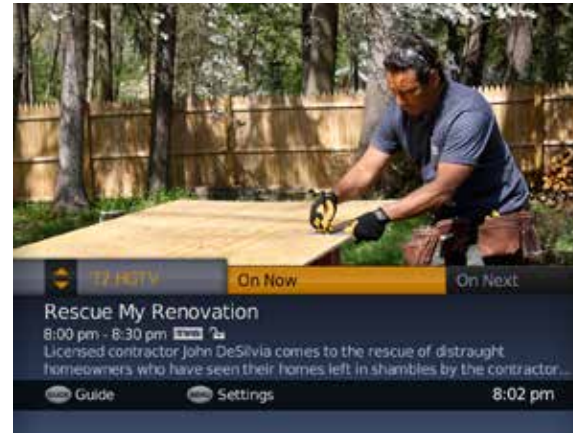 72 HGTV On Now On Next
Rescue My Renovation
8:00 pm - 8:30 pm
Licensed contractor John DeSilvia comes to the rescue of distraught
homeowners who have seen their homes left in shambles by the contractor...
Guide Settings 8:02 pm